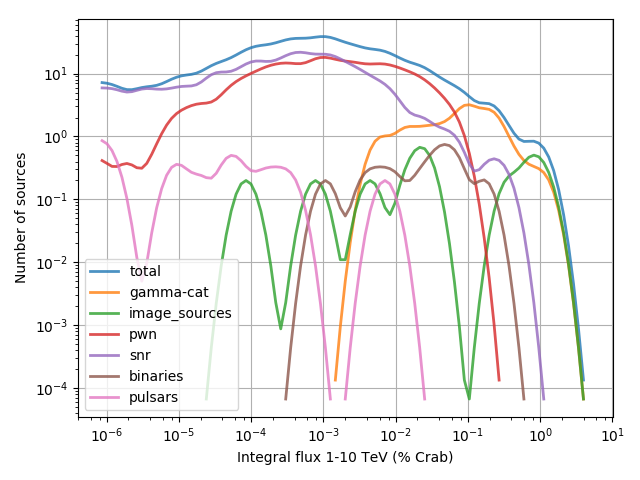 Number of sources
10¹
10⁰
10⁻¹
10⁻²
10⁻³
10⁻⁴
total
gamma-cat
image_sources
pwn
snr
binaries
pulsars
10⁻⁶ 10⁻⁵ 10⁻⁴ 10⁻³ 10⁻² 10⁻¹ 10⁰ 10¹
Integral flux 1-10 TeV (% Crab)